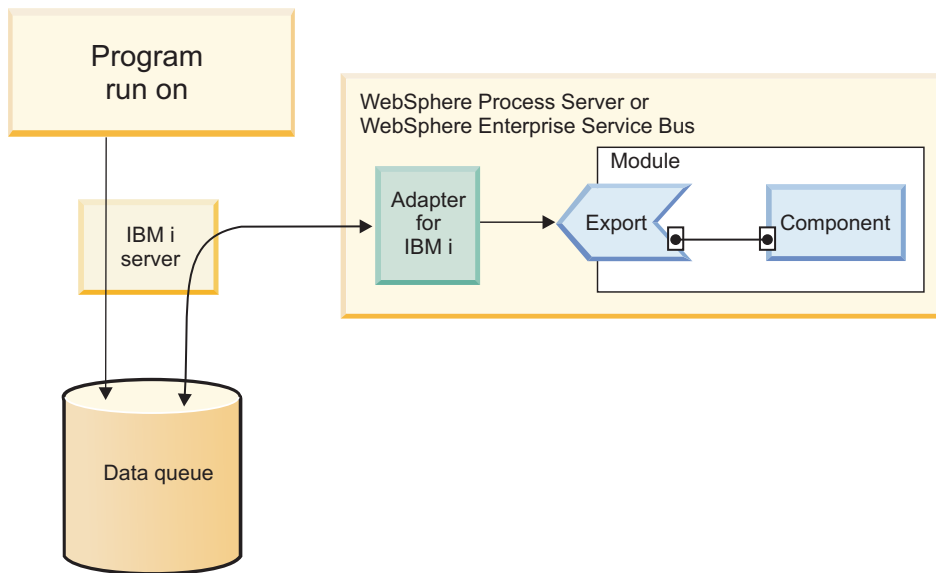 Program
run on
WebSphere Process Server or
WebSphere Enterprise Service Bus
Module
Adapter
for
IBM i
Export
Component
IBM i
server
Data queue